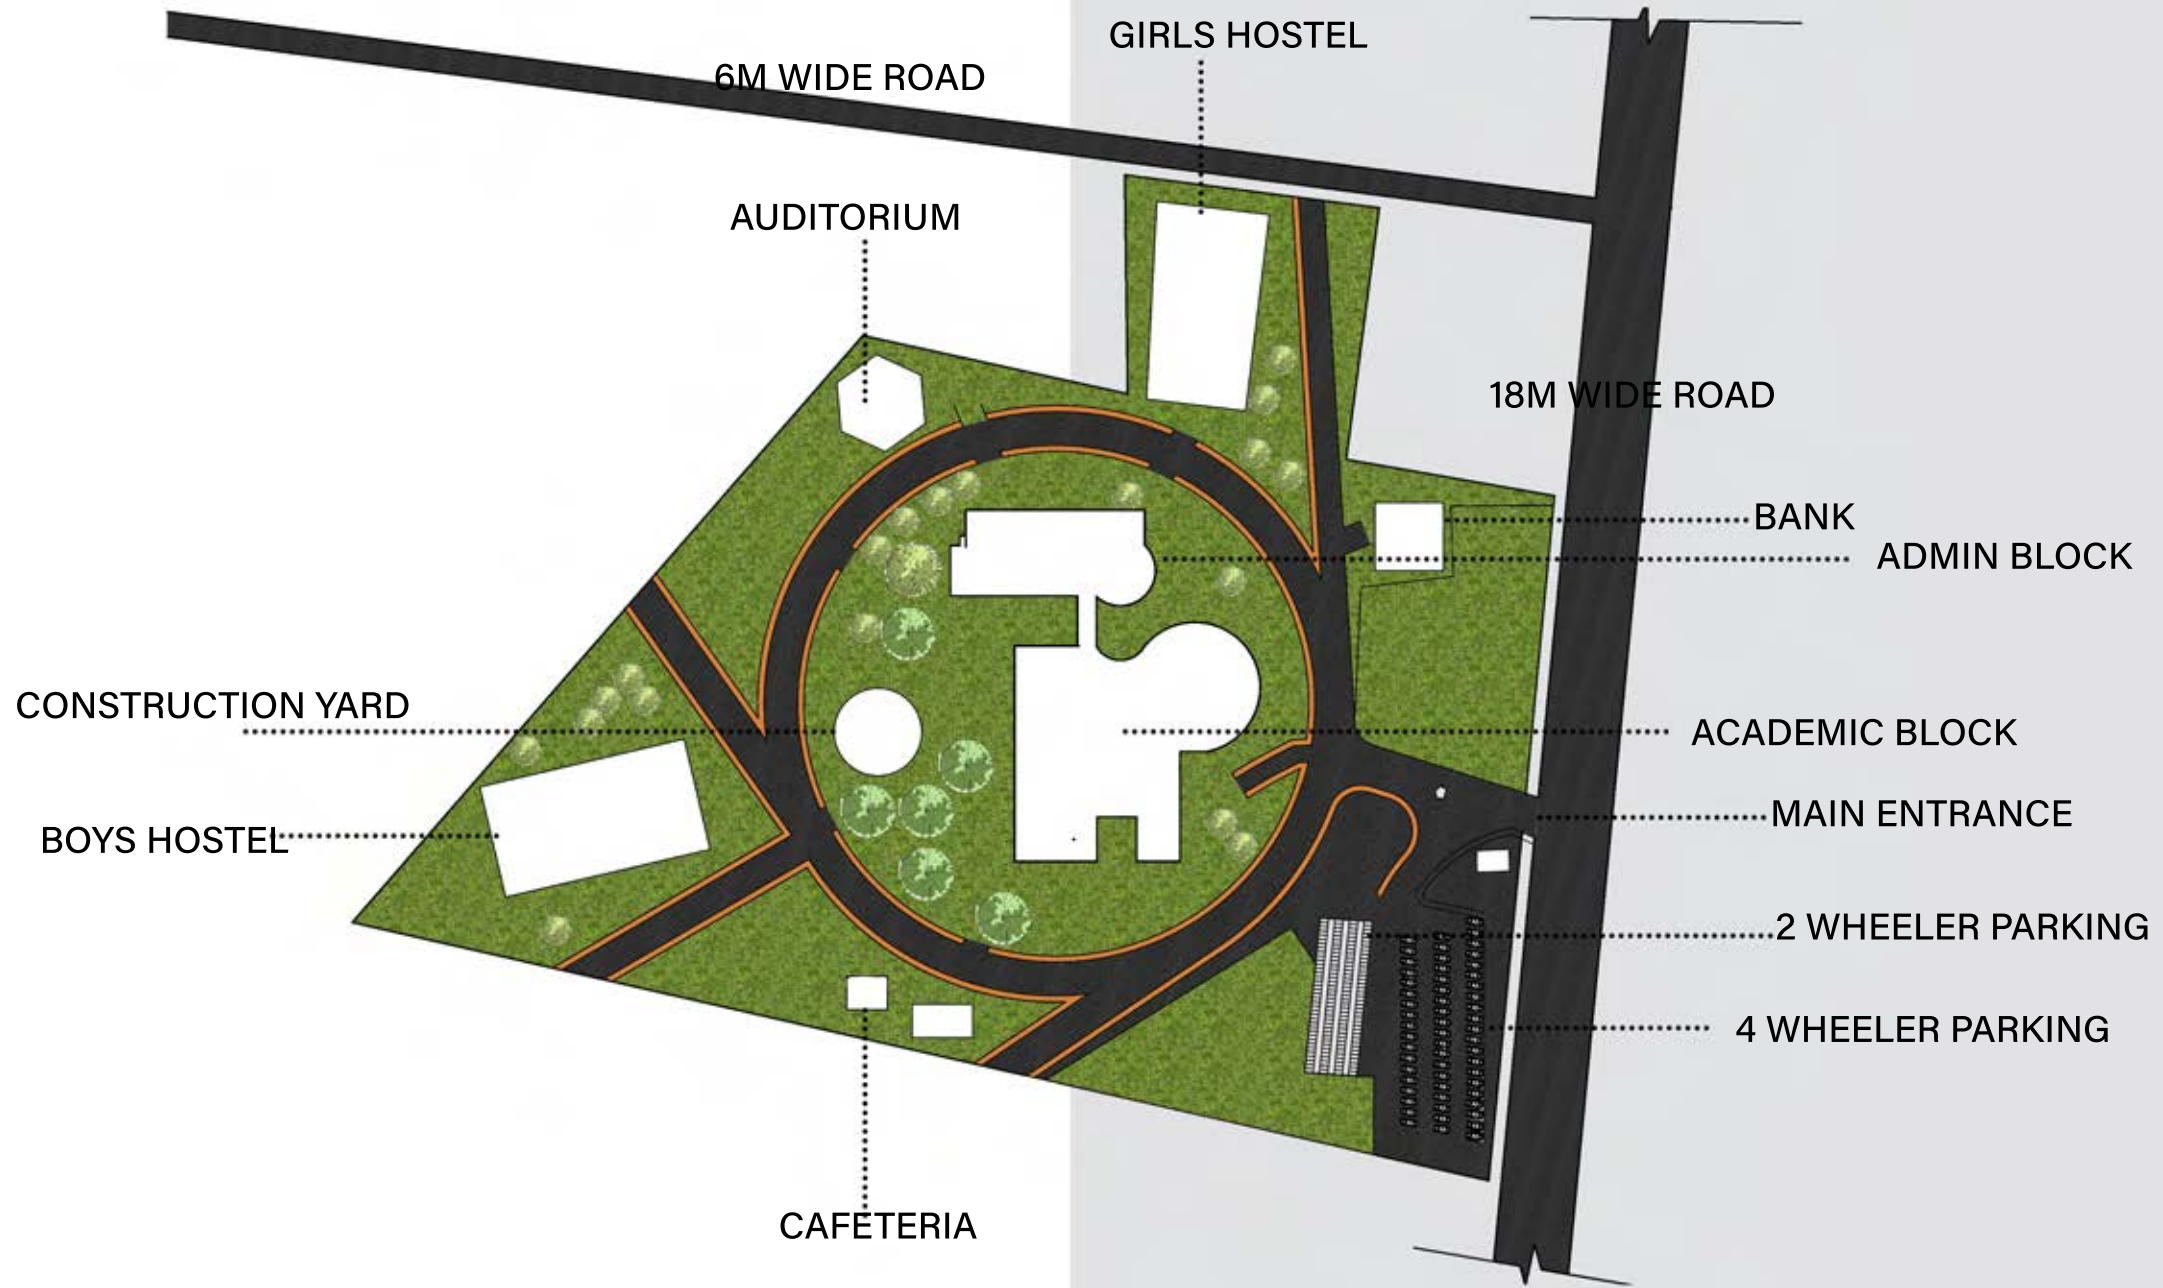 GIRLS HOSTEL
6M WIDE ROAD
AUDITORIUM
18M WIDE ROAD
BANK
ADMIN BLOCK
CONSTRUCTION YARD
ACADEMIC BLOCK
MAIN ENTRANCE
BOYS HOSTEL
2 WHEELER PARKING
4 WHEELER PARKING
CAFETERIA